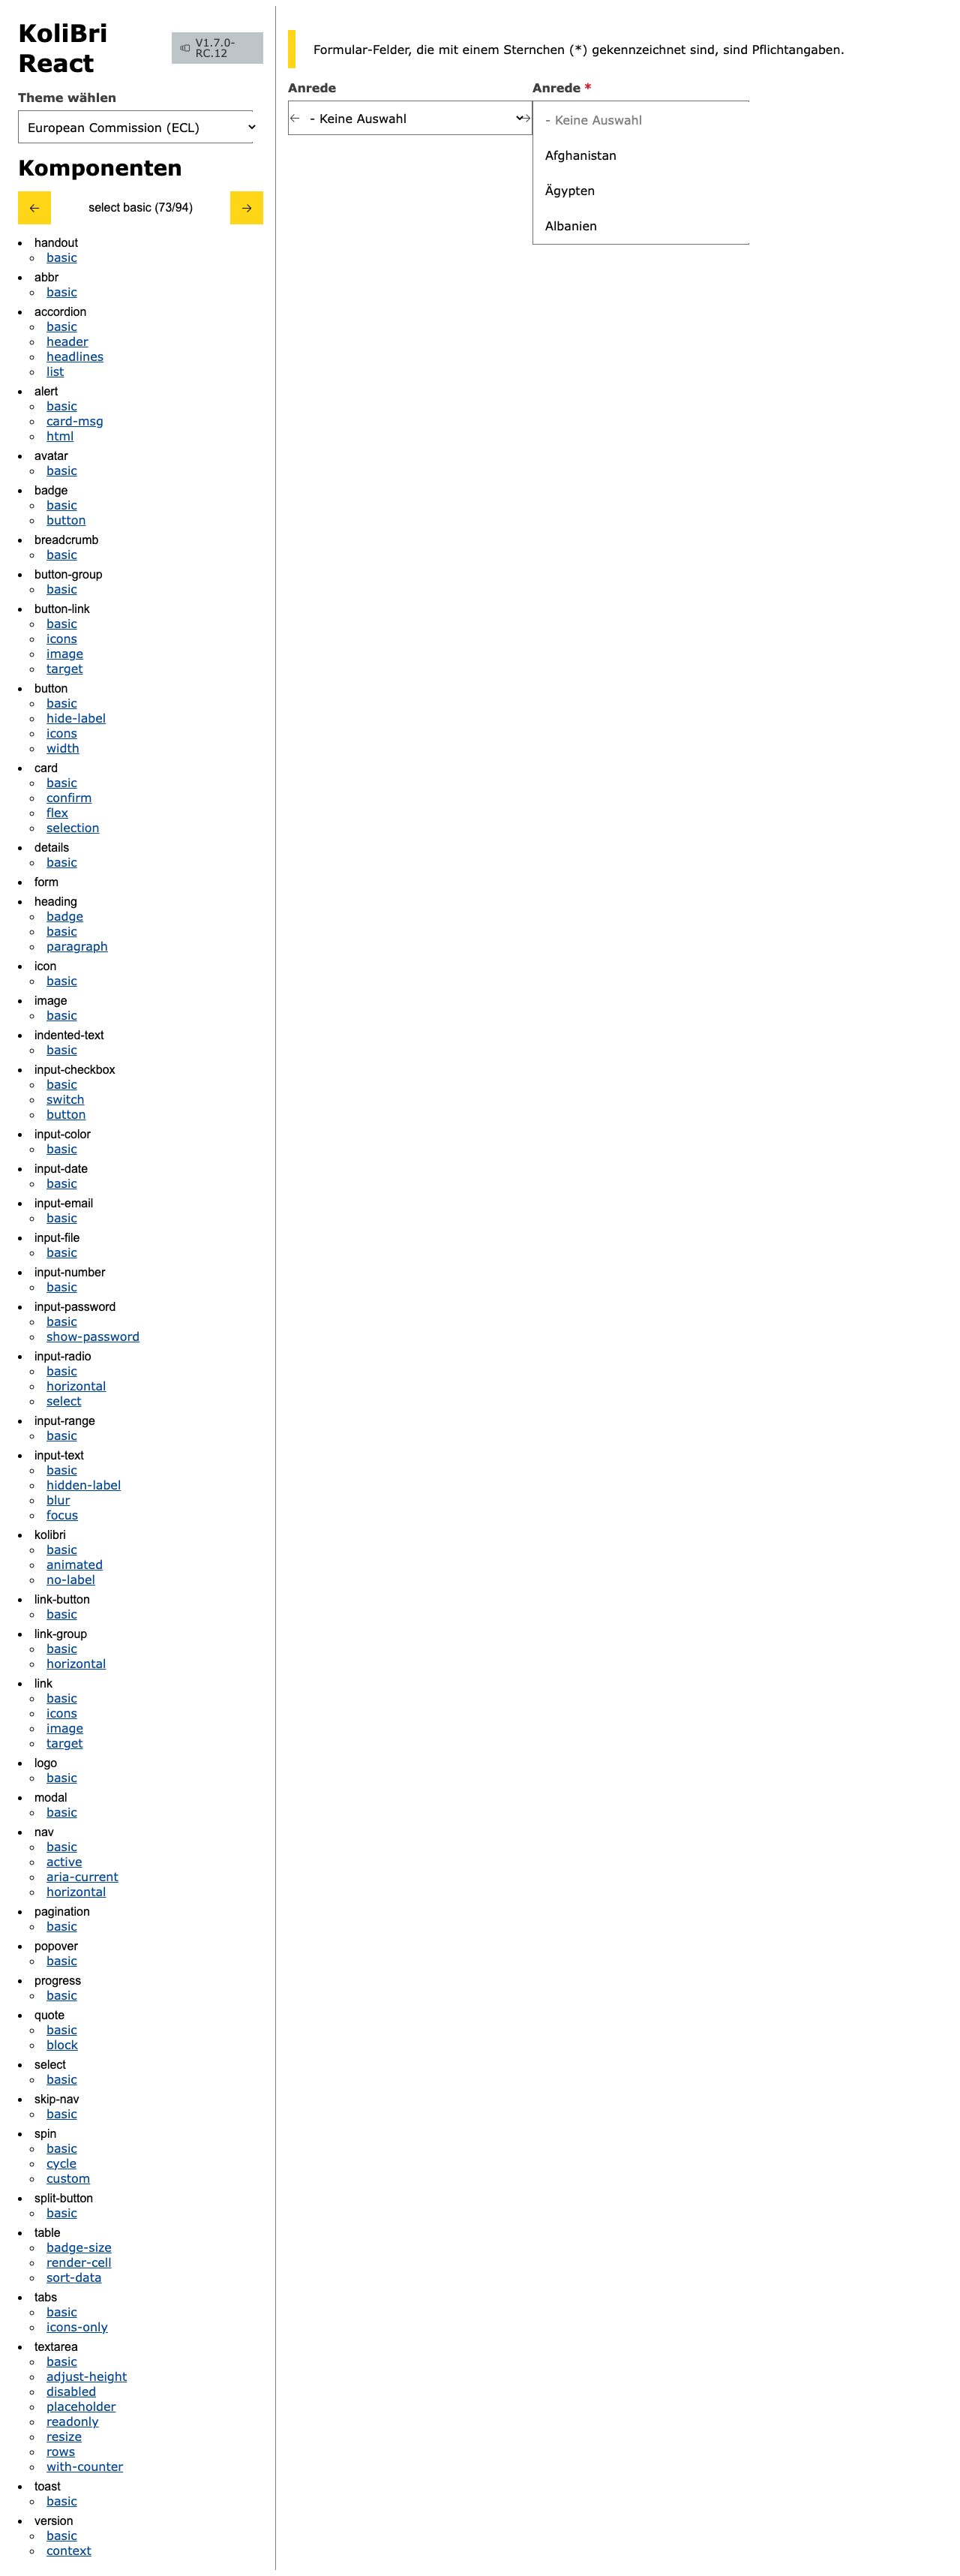 KoliBri
React
V1.7.0-
RC.12
Theme wählen
European Commission (ECL)
Komponenten
← select basic (73/94) →
handout
basic
abbr
basic
accordion
basic
header
headlines
list
alert
basic
card-msg
html
avatar
basic
badge
basic
button
breadcrumb
basic
button-group
basic
button-link
basic
icons
image
target
button
basic
hide-label
icons
width
card
basic
confirm
flex
selection
details
basic
form
heading
badge
basic
paragraph
icon
basic
image
basic
indented-text
basic
input-checkbox
basic
switch
button
input-color
basic
input-date
basic
input-email
basic
input-file
basic
input-number
basic
input-password
basic
show-password
input-radio
basic
horizontal
select
input-range
basic
input-text
basic
hidden-label
blur
focus
kolibri
basic
animated
no-label
link-button
basic
link-group
basic
horizontal
link
basic
icons
image
target
logo
basic
modal
basic
nav
basic
active
aria-current
horizontal
pagination
basic
popover
basic
progress
basic
quote
basic
block
select
basic
skip-nav
basic
spin
basic
cycle
custom
split-button
basic
table
badge-size
render-cell
sort-data
tabs
basic
icons-only
textarea
basic
adjust-height
disabled
placeholder
readonly
resize
rows
with-counter
toast
basic
version
basic
context
Formular-Felder, die mit einem Sternchen (*) gekennzeichnet sind, sind Pflichtangaben.
Anrede
← - Keine Auswahl →
Anrede *
- Keine Auswahl
Afghanistan
Ägypten
Albanien